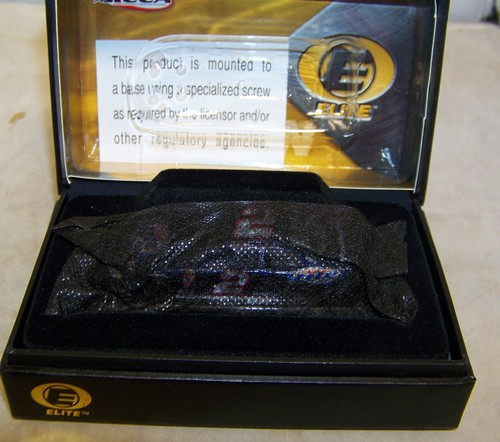 This product is mounted to
a base using a specialized screw
as required by the licensor and/or
other regulatory agencies.
E
ELITE
E
ELITE™